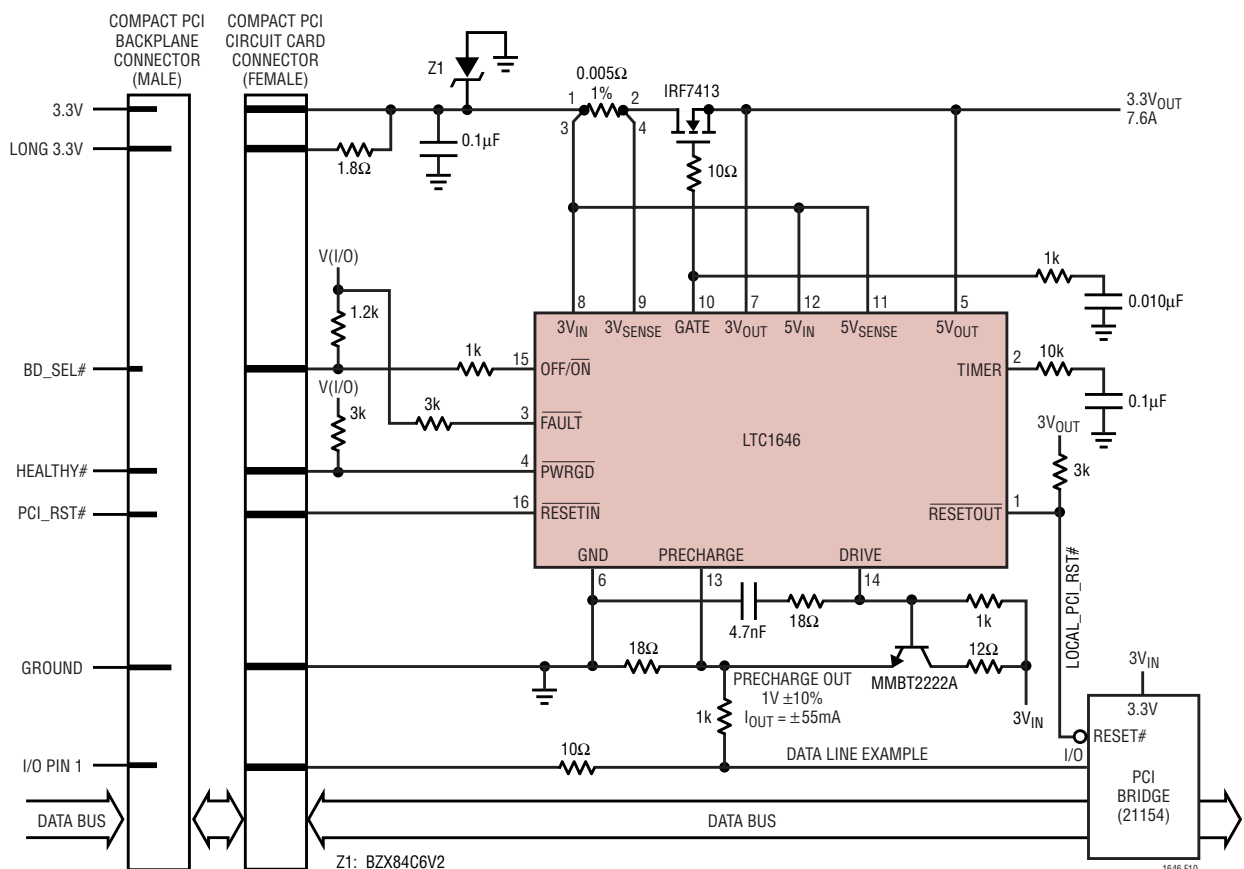 COMPACT PCI
BACKPLANE
CONNECTOR
(MALE)
COMPACT PCI
CIRCUIT CARD
CONNECTOR
(FEMALE)
Z1
0.005Ω
1%
IRF7413
3.3V
1
2
3
4
3.3VOUT
7.6A
LONG 3.3V
1.8Ω
0.1µF
10Ω
V(I/O)
1.2k
1k
0.010µF
8
9
10
7
12
11
5
3VIN
3VSENSE
GATE
3VOUT
5VIN
5VSENSE
5VOUT
BD_SEL#
1k
15
OFF/ON
TIMER
2
10k
0.1µF
V(I/O)
3k
3k
3
FAULT
LTC1646
3VOUT
3k
HEALTHY#
4
PWRGD
PCI_RST#
16
RESETIN
RESETOUT
1
GND
PRECHARGE
DRIVE
6
13
14
LOCAL_PCI_RST#
4.7nF
18Ω
1k
GROUND
18Ω
12Ω
MMBT2222A
PRECHARGE OUT
1V ±10%
IOUT = ±55mA
1k
3VIN
3VIN
3.3V
RESET#
I/O
I/O PIN 1
10Ω
DATA LINE EXAMPLE
PCI
BRIDGE
(21154)
DATA BUS
DATA BUS
Z1: BZX84C6V2
1646 F10